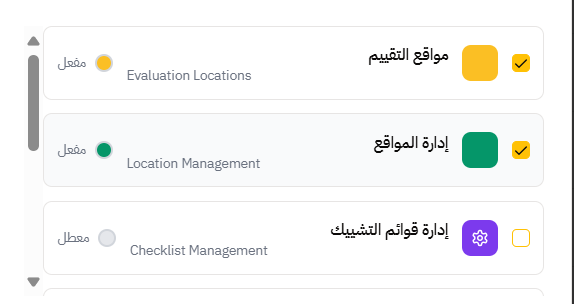 مواقع التقييم
Evaluation Locations
مفعل
إدارة المواقع
Location Management
مفعل
إدارة قوائم التشييك
Checklist Management
معطل